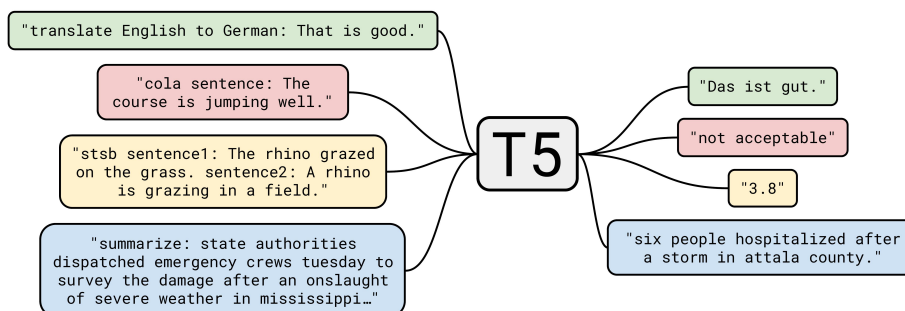 "translate English to German: That is good."
"cola sentence: The
course is jumping well."
"stsb sentence1: The rhino grazed
on the grass. sentence2: A rhino
is grazing in a field."
"summarize: state authorities
dispatched emergency crews tuesday to
survey the damage after an onslaught
of severe weather in mississippi…"
T5
"Das ist gut."
"not acceptable"
"3.8"
"six people hospitalized after
a storm in attala county."